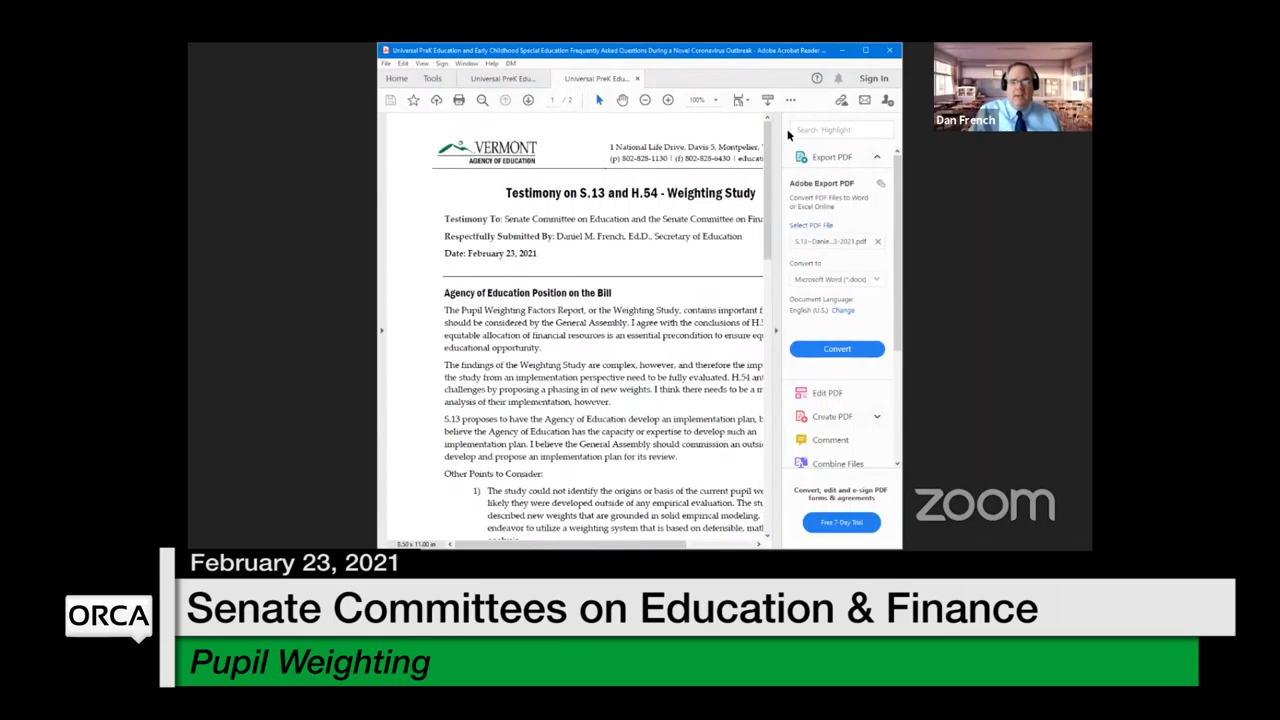 Universal PreK Education and Early Childhood Special Education Frequently Asked Questions During a Novel Coronavirus Outbreak - Adobe Acrobat Reader ...
File Edit View Sign Window Help DM
Home Tools Universal PreK Edu... Universal PreK Edu... × Sign In
1 / 2 100%
Dan French
VERMONT
AGENCY OF EDUCATION
1 National Life Drive, Davis 5, Montpelier,
(p) 802-828-1130 | (f) 802-828-6430 | educati
Testimony on S.13 and H.54 - Weighting Study
Testimony To: Senate Committee on Education and the Senate Committee on Fina
Respectfully Submitted By: Daniel M. French, Ed.D., Secretary of Education
Date: February 23, 2021
Agency of Education Position on the Bill
The Pupil Weighting Factors Report, or the Weighting Study, contains important f
should be considered by the General Assembly. I agree with the conclusions of H.5
equitable allocation of financial resources is an essential precondition to ensure equ
educational opportunity.
The findings of the Weighting Study are complex, however, and therefore the imp
the study from an implementation perspective need to be fully evaluated. H.54 ant
challenges by proposing a phasing in of new weights. I think there needs to be a m
analysis of their implementation, however.
S.13 proposes to have the Agency of Education develop an implementation plan, b
believe the Agency of Education has the capacity or expertise to develop such an
implementation plan. I believe the General Assembly should commission an outsi
develop and propose an implementation plan for its review.
Other Points to Consider:
1) The study could not identify the origins or basis of the current pupil we
likely they were developed outside of any empirical evaluation. The stu
described new weights that are grounded in solid empirical modeling.
endeavor to utilize a weighting system that is based on defensible, mat
8.50 x 11.00 in
Search 'Highlight'
Export PDF
Adobe Export PDF
Convert PDF Files to Word
or Excel Online
Select PDF File
S.13~Danie...3-2021.pdf ×
Convert to
Microsoft Word (*.docx)
Document Language:
English (U.S.) Change
Convert
Edit PDF
Create PDF
Comment
Combine Files
Convert, edit and e-sign PDF
forms & agreements
Free 7-Day Trial
zoom
February 23, 2021
ORCA
Senate Committees on Education & Finance
Pupil Weighting